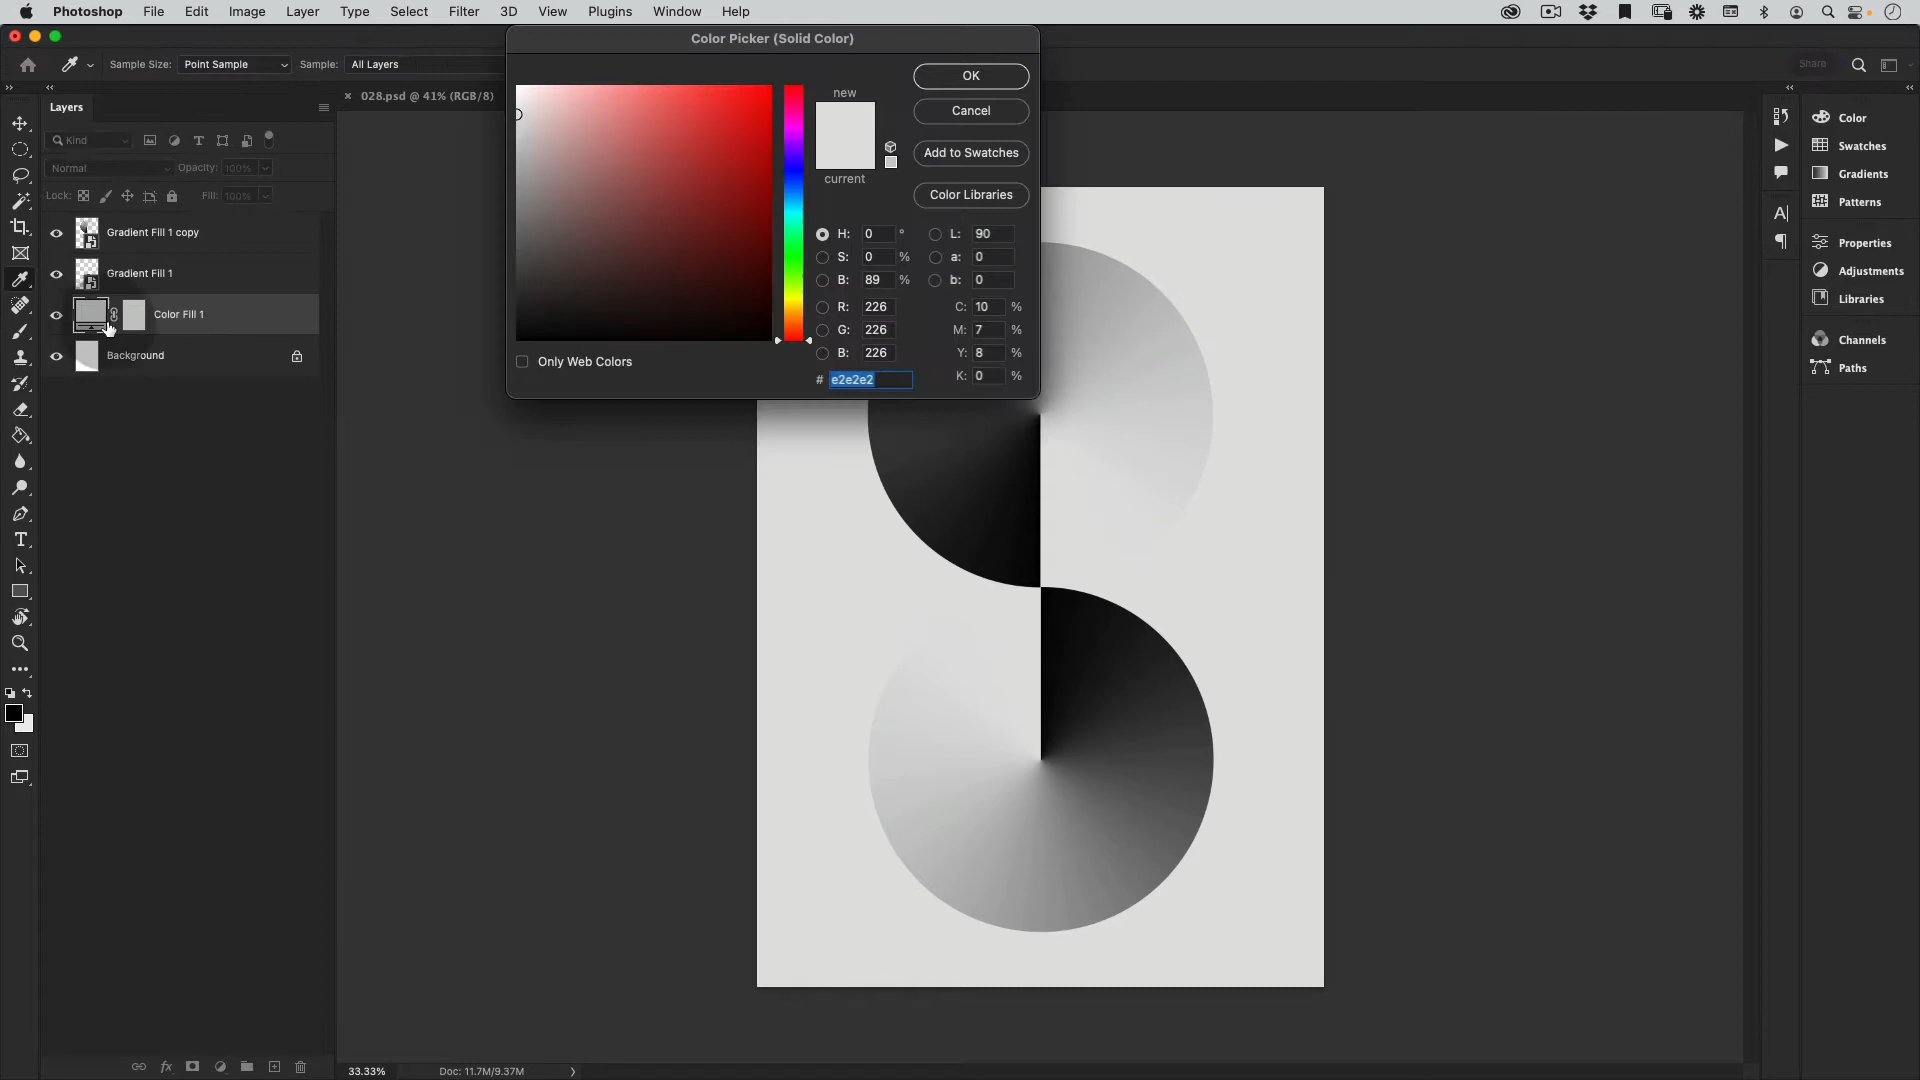 Photoshop File Edit Image Layer Type Select Filter 3D View Plugins Window Help
Color Picker (Solid Color)
Sample Size: Point Sample Sample: All Layers
Share
028.psd @ 41% (RGB/8)
Layers
Kind
Normal Opacity: 100%
Lock: Fill: 100%
Gradient Fill 1 copy
Gradient Fill 1
Color Fill 1
Background
new
current
OK
Cancel
Add to Swatches
Color Libraries
H: 0 ° L: 90
S: 0 % a: 0
B: 89 % b: 0
R: 226 C: 10 %
G: 226 M: 7 %
B: 226 Y: 8 %
# e2e2e2 K: 0 %
Only Web Colors
Color
Swatches
Gradients
Patterns
Properties
Adjustments
Libraries
Channels
Paths
33.33% Doc: 11.7M/9.37M